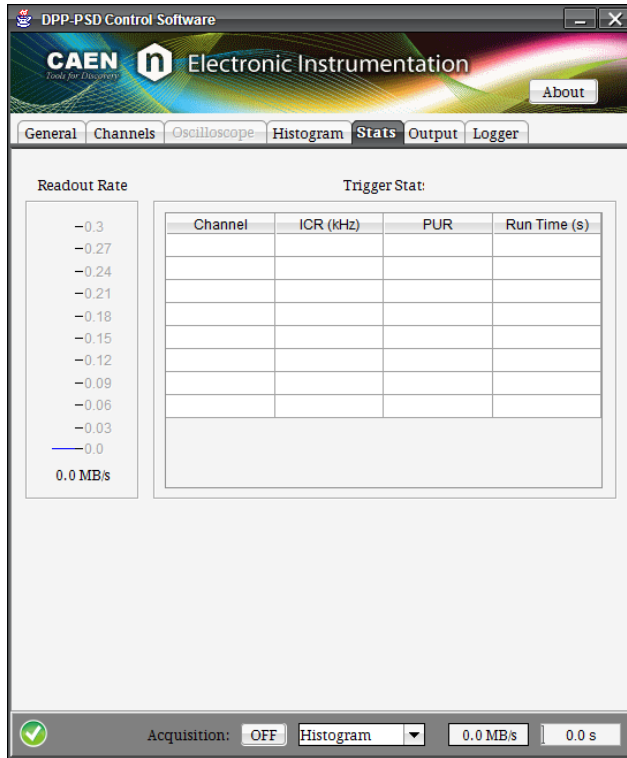 DPP-PSD Control Software
CAEN n Electronic Instrumentation
Tools for Discovery
About
General Channels Oscilloscope Histogram Stats Output Logger
Readout Rate
0.3
0.27
0.24
0.21
0.18
0.15
0.12
0.09
0.06
0.03
0.0
0.0 MB/s
Trigger Stat:
Channel ICR (kHz) PUR Run Time (s)
Acquisition: OFF Histogram 0.0 MB/s 0.0 s